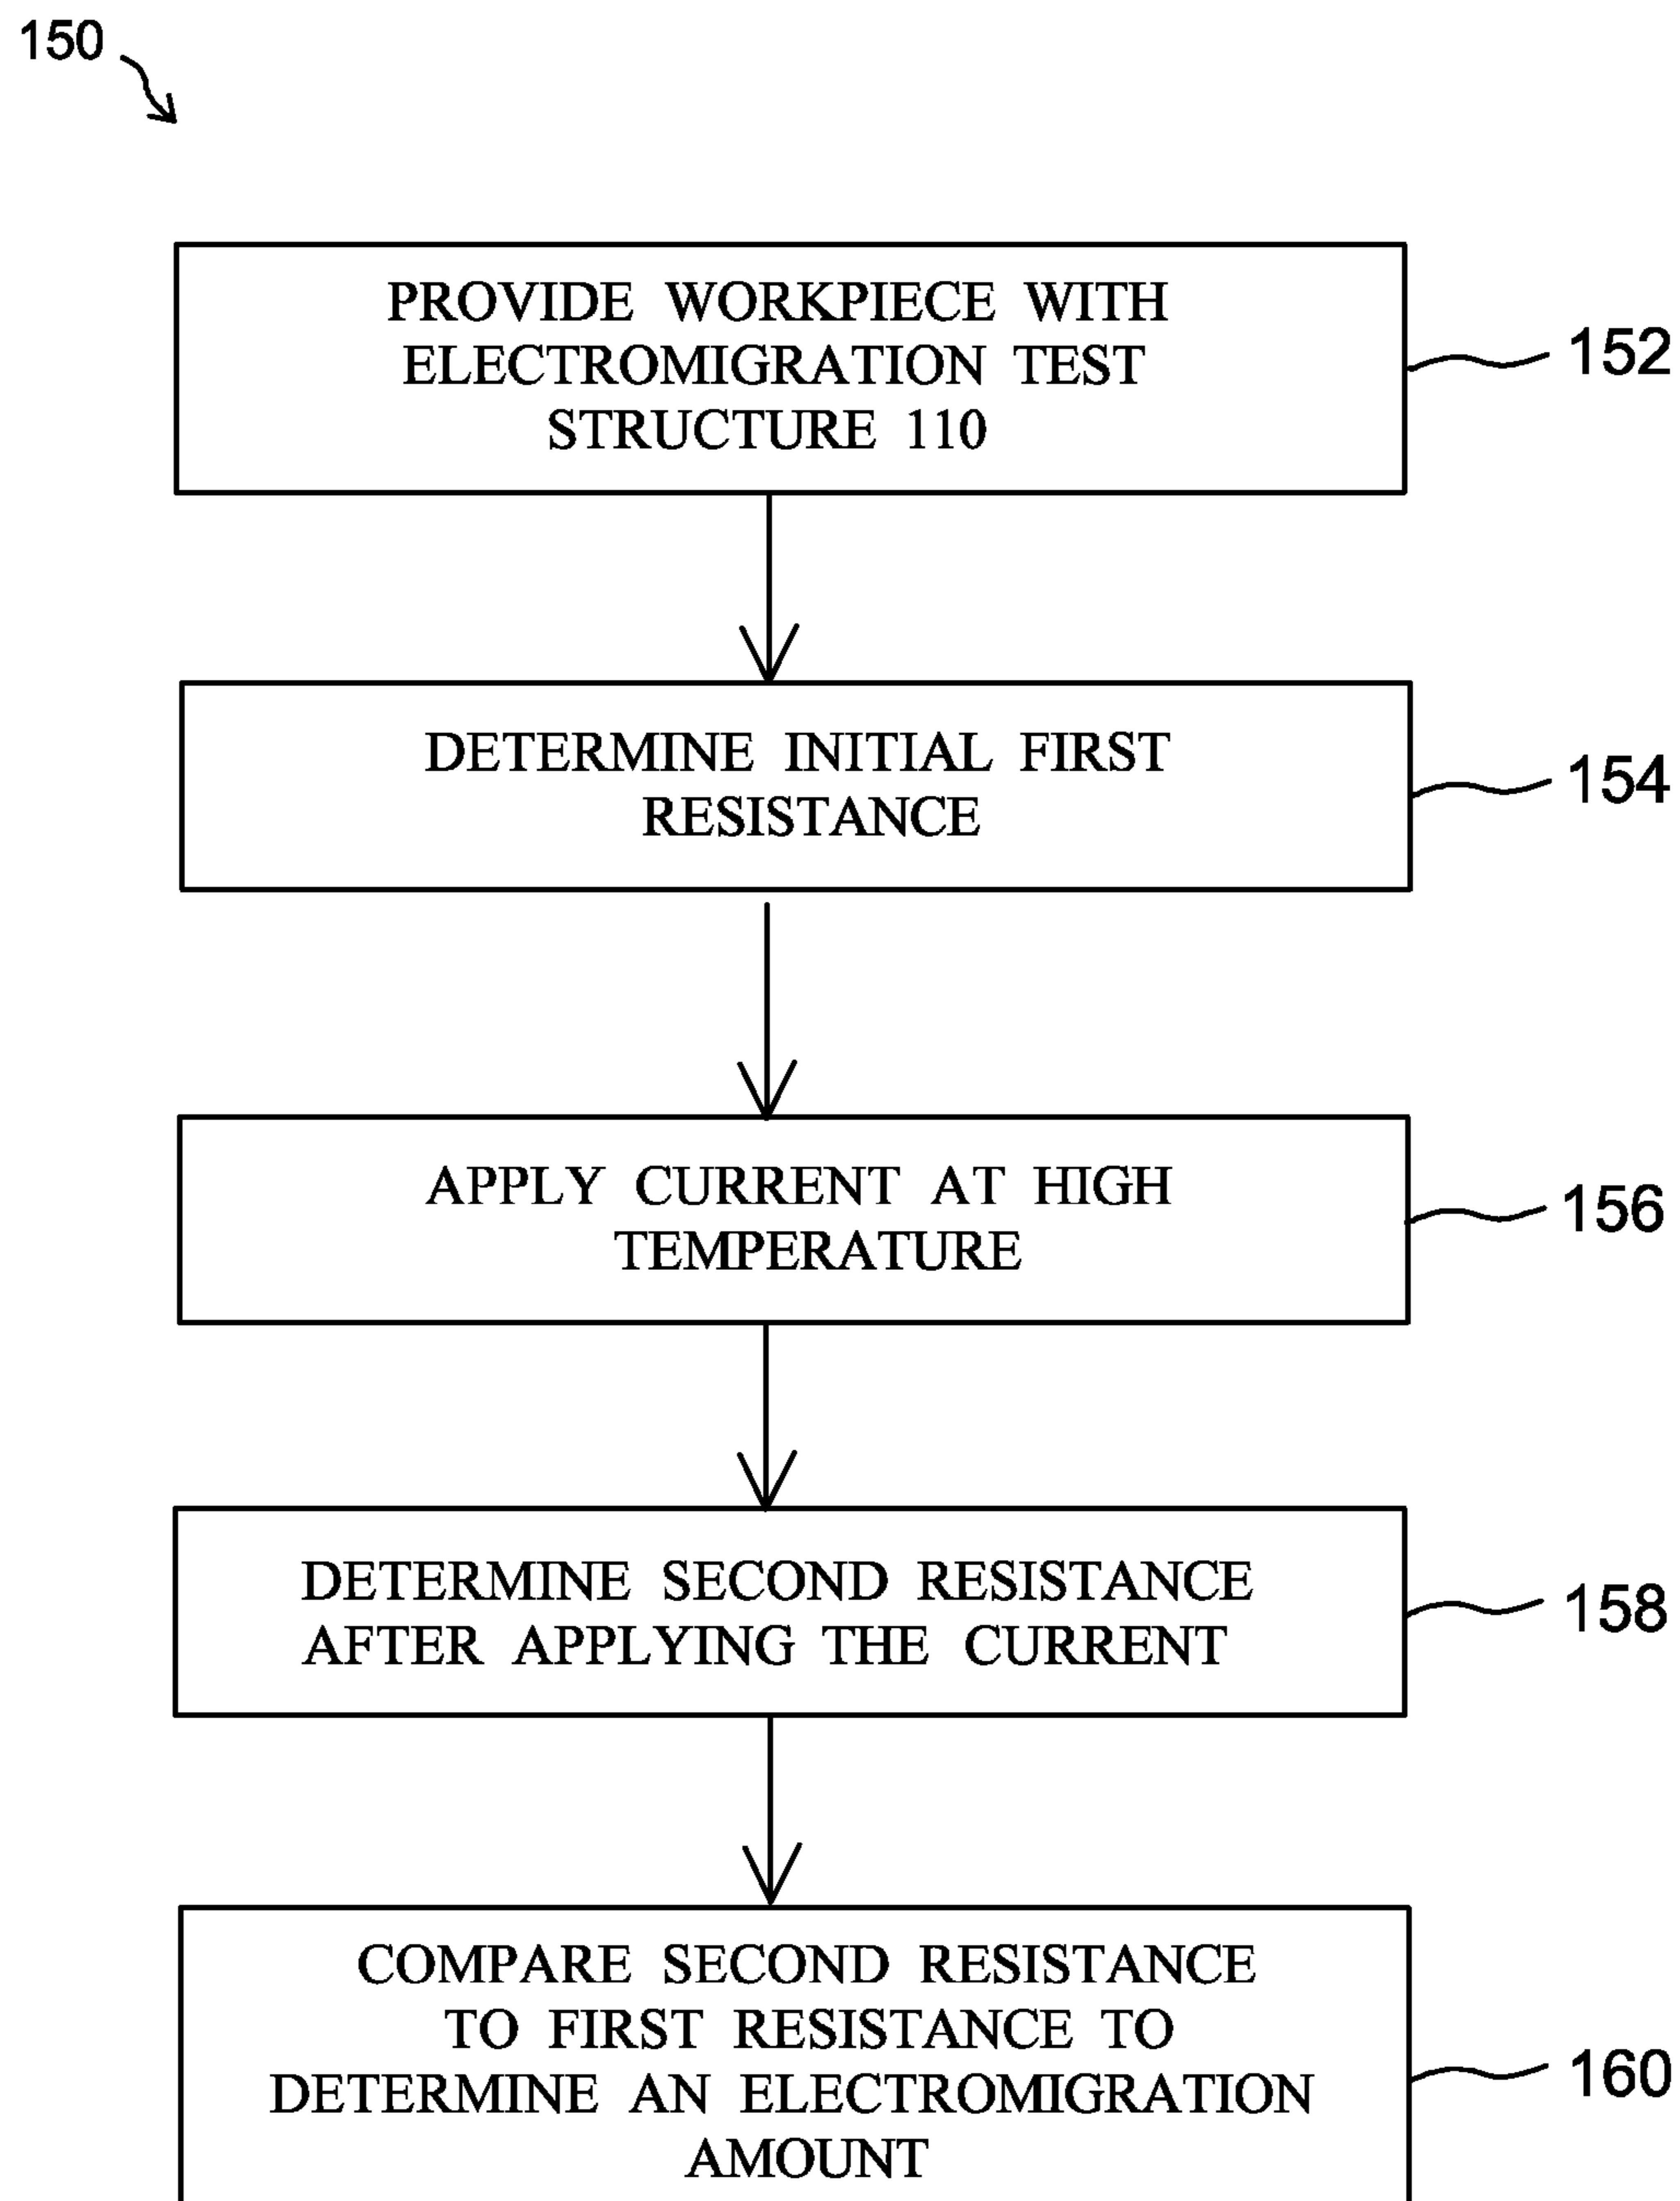 150
PROVIDE WORKPIECE WITH
ELECTROMIGRATION TEST
STRUCTURE 110
152
DETERMINE INITIAL FIRST
RESISTANCE
154
APPLY CURRENT AT HIGH
TEMPERATURE
156
DETERMINE SECOND RESISTANCE
AFTER APPLYING THE CURRENT
158
COMPARE SECOND RESISTANCE
TO FIRST RESISTANCE TO
DETERMINE AN ELECTROMIGRATION
AMOUNT
160